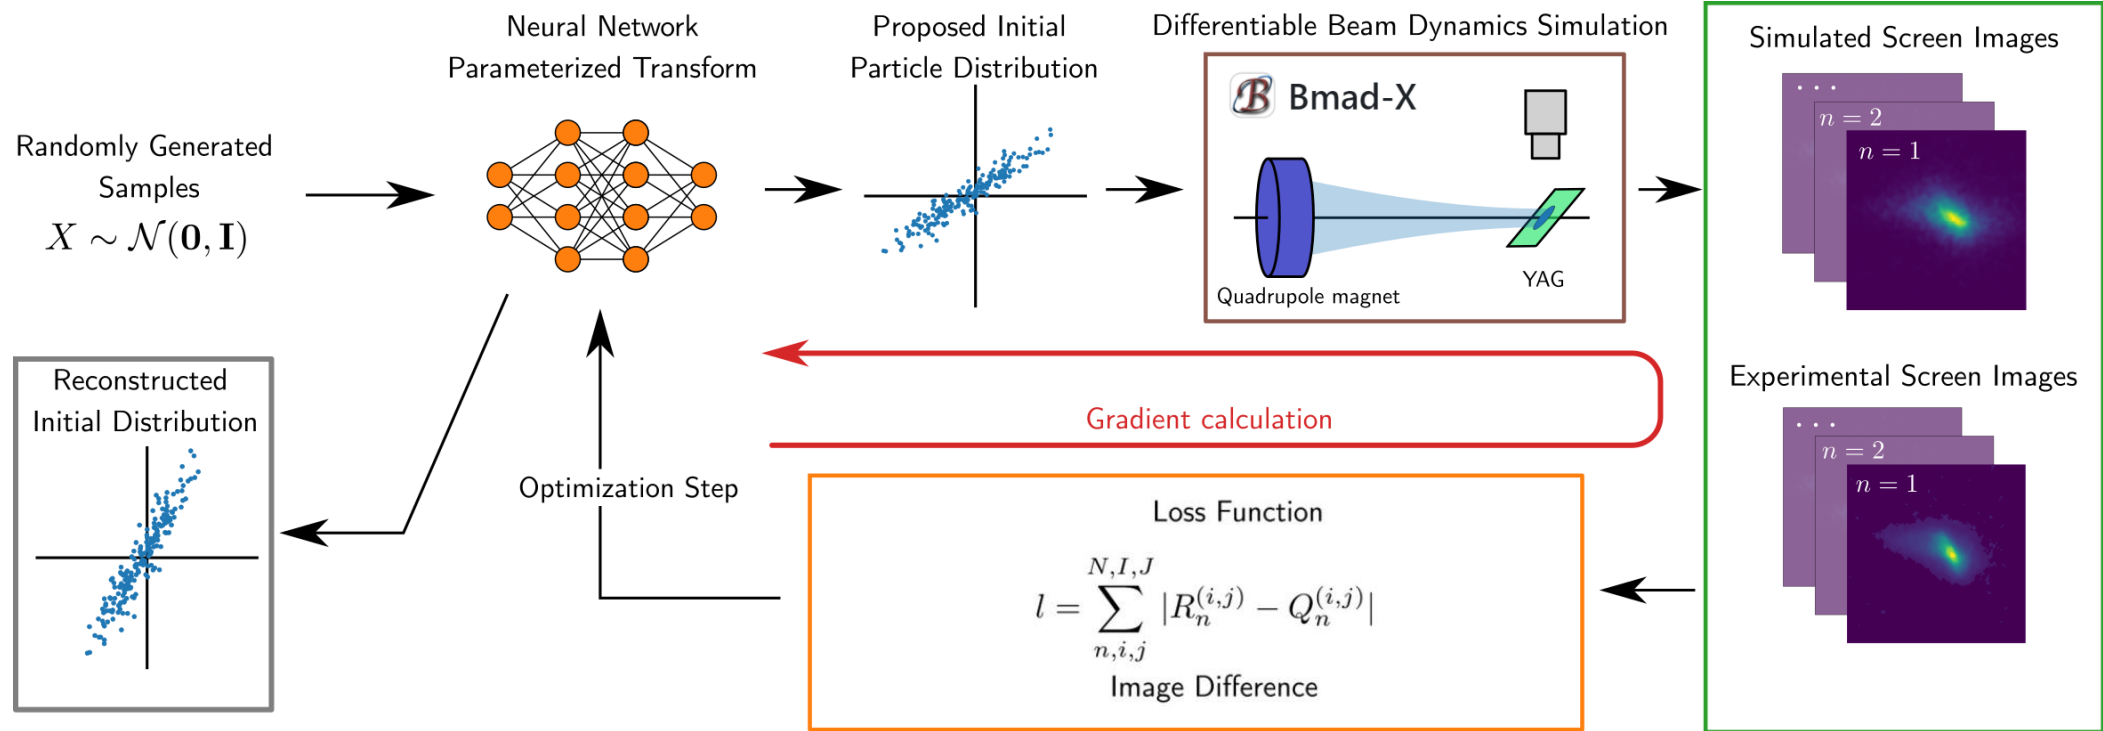 Randomly Generated
Samples
X ∼ 𝒩(𝟎, 𝐈)
Neural Network
Parameterized Transform
Proposed Initial
Particle Distribution
Differentiable Beam Dynamics Simulation
B
Bmad-X
Quadrupole magnet
YAG
Simulated Screen Images
· · ·
n = 2
n = 1
Experimental Screen Images
· · ·
n = 2
n = 1
Gradient calculation
Loss Function
l = ∑_{n,i,j}^{N,I,J} |R_n^{(i,j)} − Q_n^{(i,j)}|
Image Difference
Optimization Step
Reconstructed
Initial Distribution